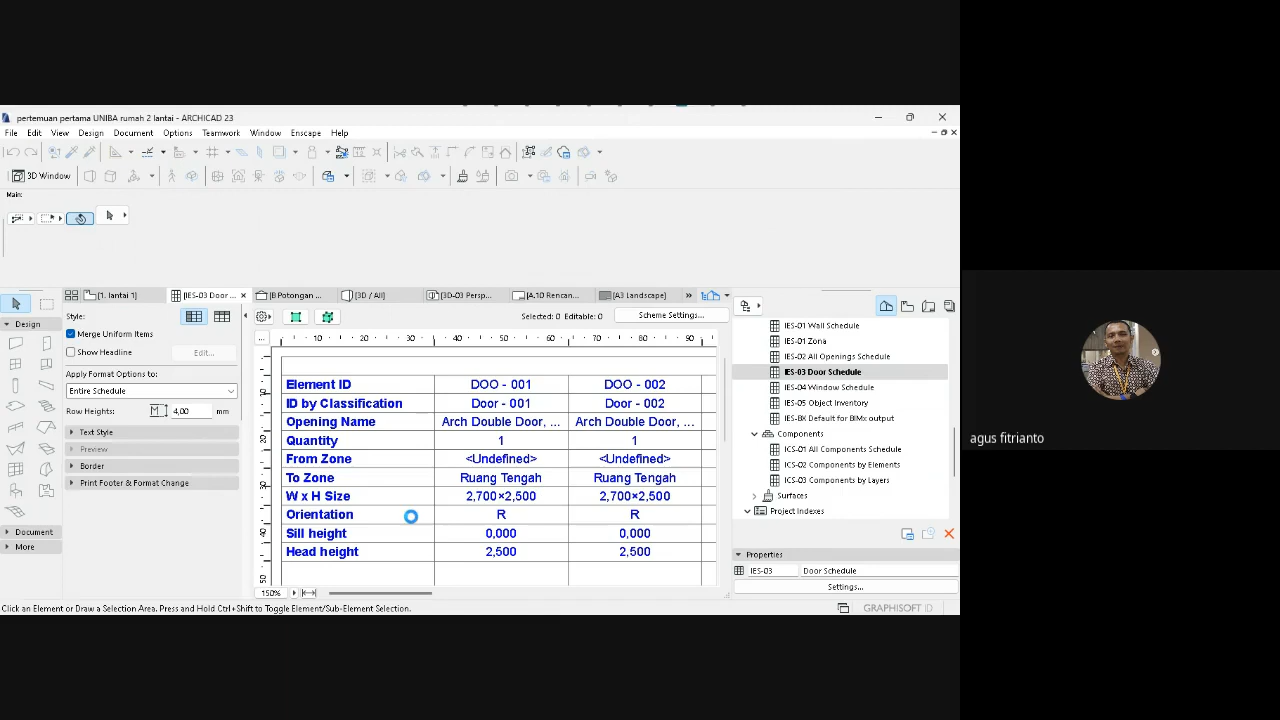 pertemuan pertama UNIBA rumah 2 lantai - ARCHICAD 23
File Edit View Design Document Options Teamwork Window Enscape Help
3D Window
Main:
[1. lantai 1] [IES-03 Door ... [B Potongan ... [3D / All] [3D-03 Persp... [A.10 Rencan... [A3 Landscape]
Design
Document
More
Style:
Merge Uniform Items
Show Headline Edit...
Apply Format Options to:
Entire Schedule
Row Heights: 4,00 mm
Text Style
Preview
Border
Print Footer & Format Change
Selected: 0 Editable: 0 Scheme Settings...
10 20 30 40 50 60 70 80 90
Element ID DOO - 001 DOO - 002
ID by Classification Door - 001 Door - 002
Opening Name Arch Double Door, ... Arch Double Door, ...
Quantity 1 1
From Zone <Undefined> <Undefined>
To Zone Ruang Tengah Ruang Tengah
W x H Size 2,700×2,500 2,700×2,500
Orientation R R
Sill height 0,000 0,000
Head height 2,500 2,500
150%
IES-01 Wall Schedule
IES-01 Zona
IES-02 All Openings Schedule
IES-03 Door Schedule
IES-04 Window Schedule
IES-05 Object Inventory
IES-BX Default for BIMx output
Components
ICS-01 All Components Schedule
ICS-02 Components by Elements
ICS-03 Components by Layers
Surfaces
Project Indexes
Properties
IES-03 Door Schedule
Settings...
Click an Element or Draw a Selection Area. Press and Hold Ctrl+Shift to Toggle Element/Sub-Element Selection.
GRAPHISOFT ID
agus fitrianto